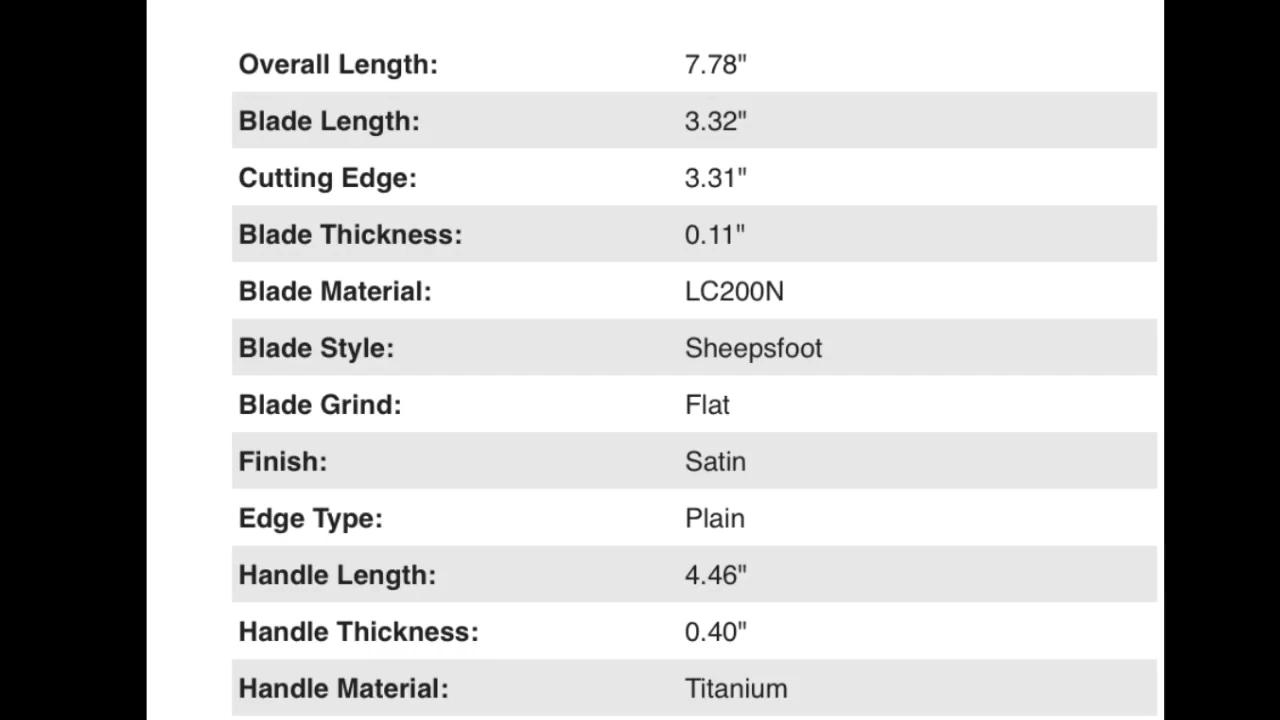 Overall Length: 7.78"
Blade Length: 3.32"
Cutting Edge: 3.31"
Blade Thickness: 0.11"
Blade Material: LC200N
Blade Style: Sheepsfoot
Blade Grind: Flat
Finish: Satin
Edge Type: Plain
Handle Length: 4.46"
Handle Thickness: 0.40"
Handle Material: Titanium